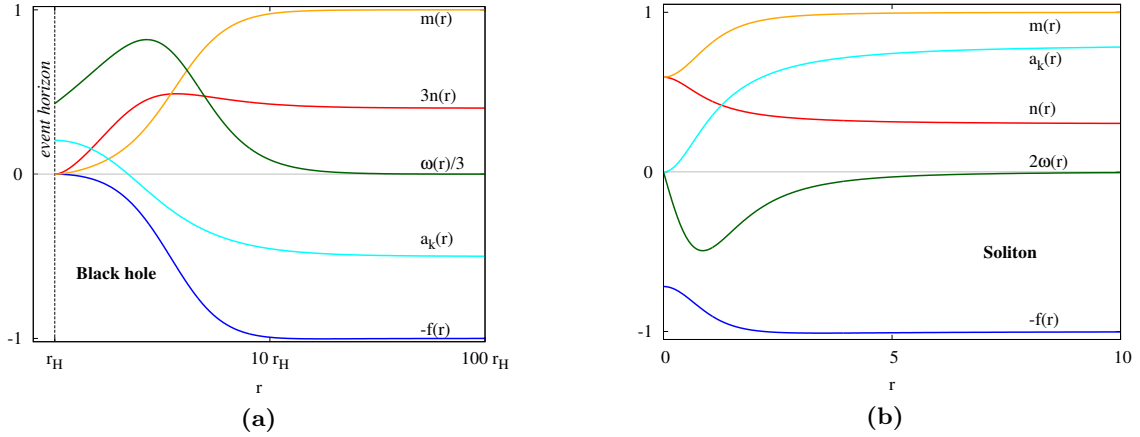 1
0
-1
event horizon
m(r)
3n(r)
ω(r)/3
a_k(r)
-f(r)
Black hole
r_H
10 r_H
100 r_H
r
(a)
1
0
-1
m(r)
a_k(r)
n(r)
2ω(r)
Soliton
-f(r)
0
5
10
r
(b)